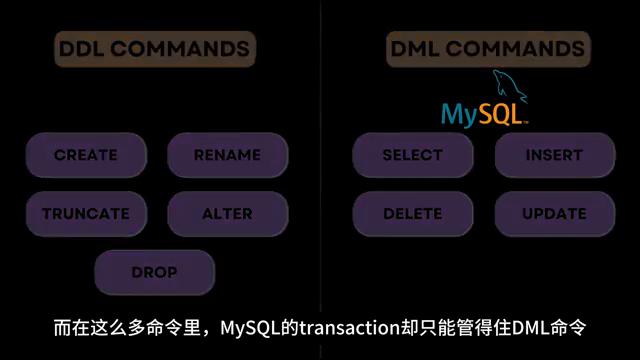 DDL COMMANDS
DML COMMANDS
MySQL™
CREATE
RENAME
SELECT
INSERT
TRUNCATE
ALTER
DELETE
UPDATE
DROP
而在这么多命令里，MySQL的transaction却只能管得住DML命令